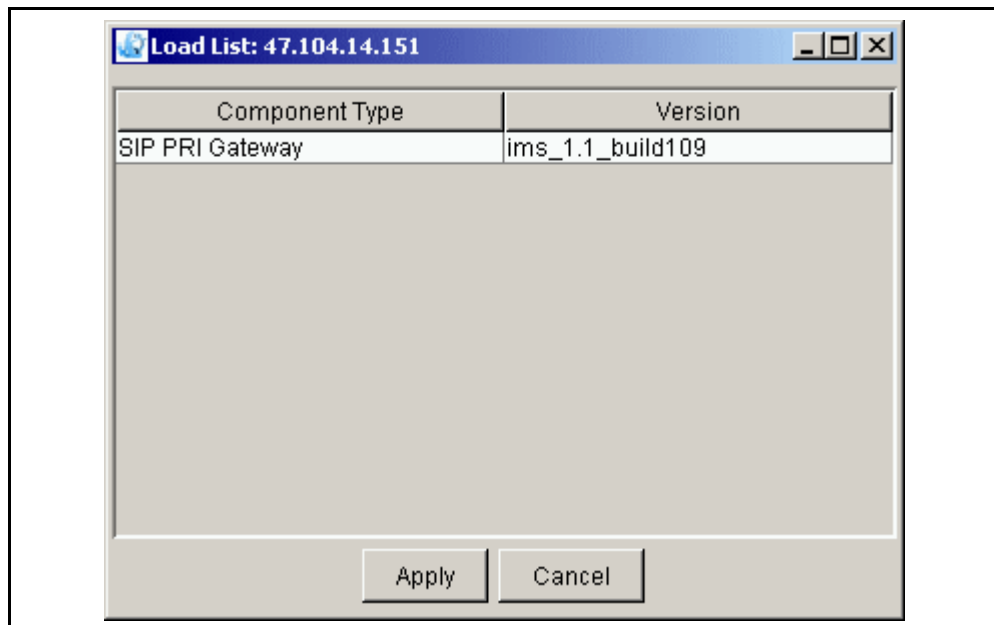 Load List: 47.104.14.151
Component Type Version
SIP PRI Gateway ims_1.1_build109
Apply Cancel